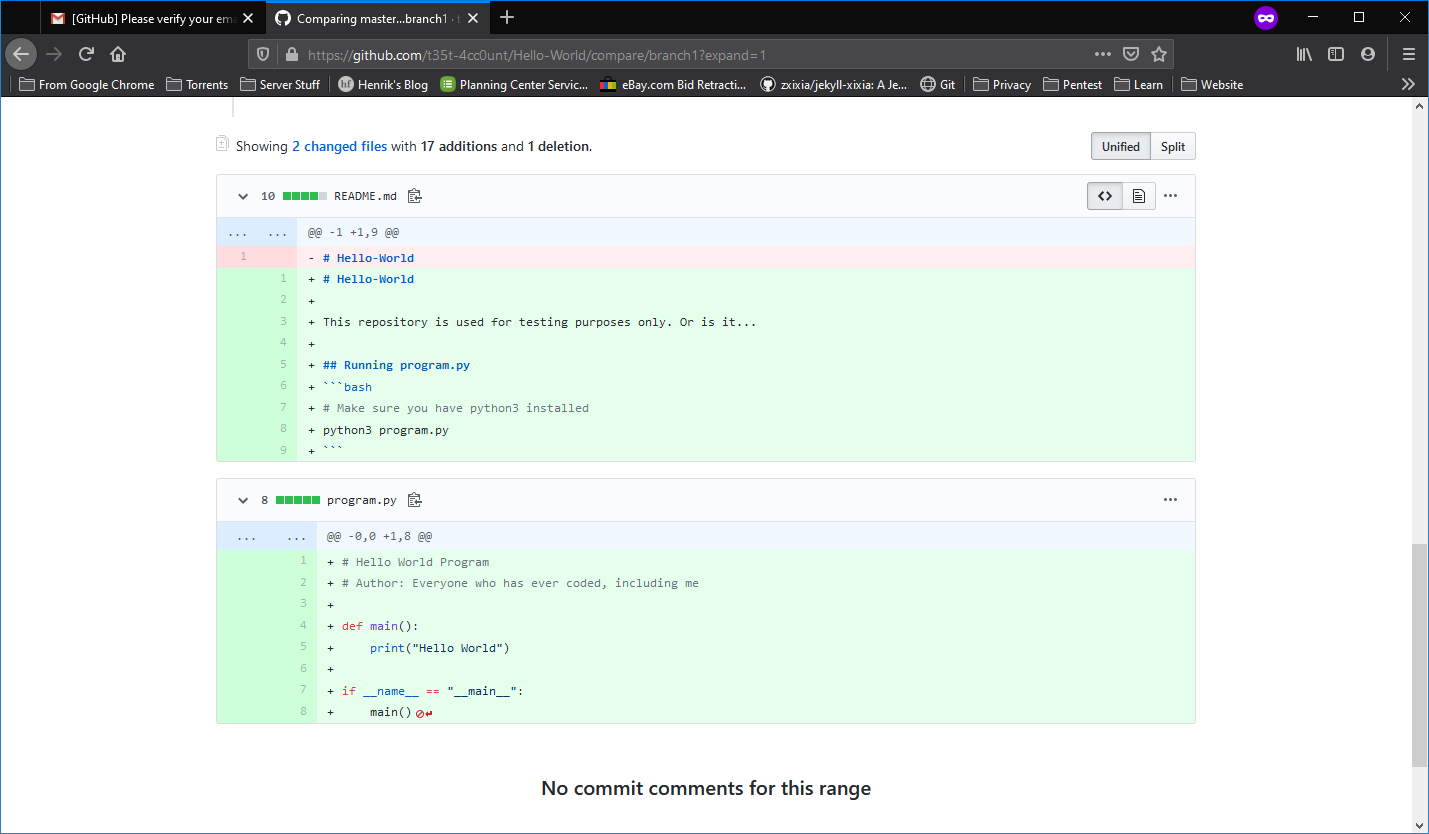 [GitHub] Please verify your ema
Comparing master...branch1 · t
https://github.com/t35t-4cc0unt/Hello-World/compare/branch1?expand=1
From Google Chrome Torrents Server Stuff hf Henrik's Blog Planning Center Servic... eBay.com Bid Retracti... zxixia/jekyll-xixia: A Je... Git Privacy Pentest Learn Website
Showing 2 changed files with 17 additions and 1 deletion.
Unified Split
10 README.md
... ... @@ -1 +1,9 @@
1 - # Hello-World
1 + # Hello-World
2 +
3 + This repository is used for testing purposes only. Or is it...
4 +
5 + ## Running program.py
6 + ```bash
7 + # Make sure you have python3 installed
8 + python3 program.py
9 + ```
8 program.py
... ... @@ -0,0 +1,8 @@
1 + # Hello World Program
2 + # Author: Everyone who has ever coded, including me
3 +
4 + def main():
5 +     print("Hello World")
6 +
7 + if __name__ == "__main__":
8 +     main()
No commit comments for this range